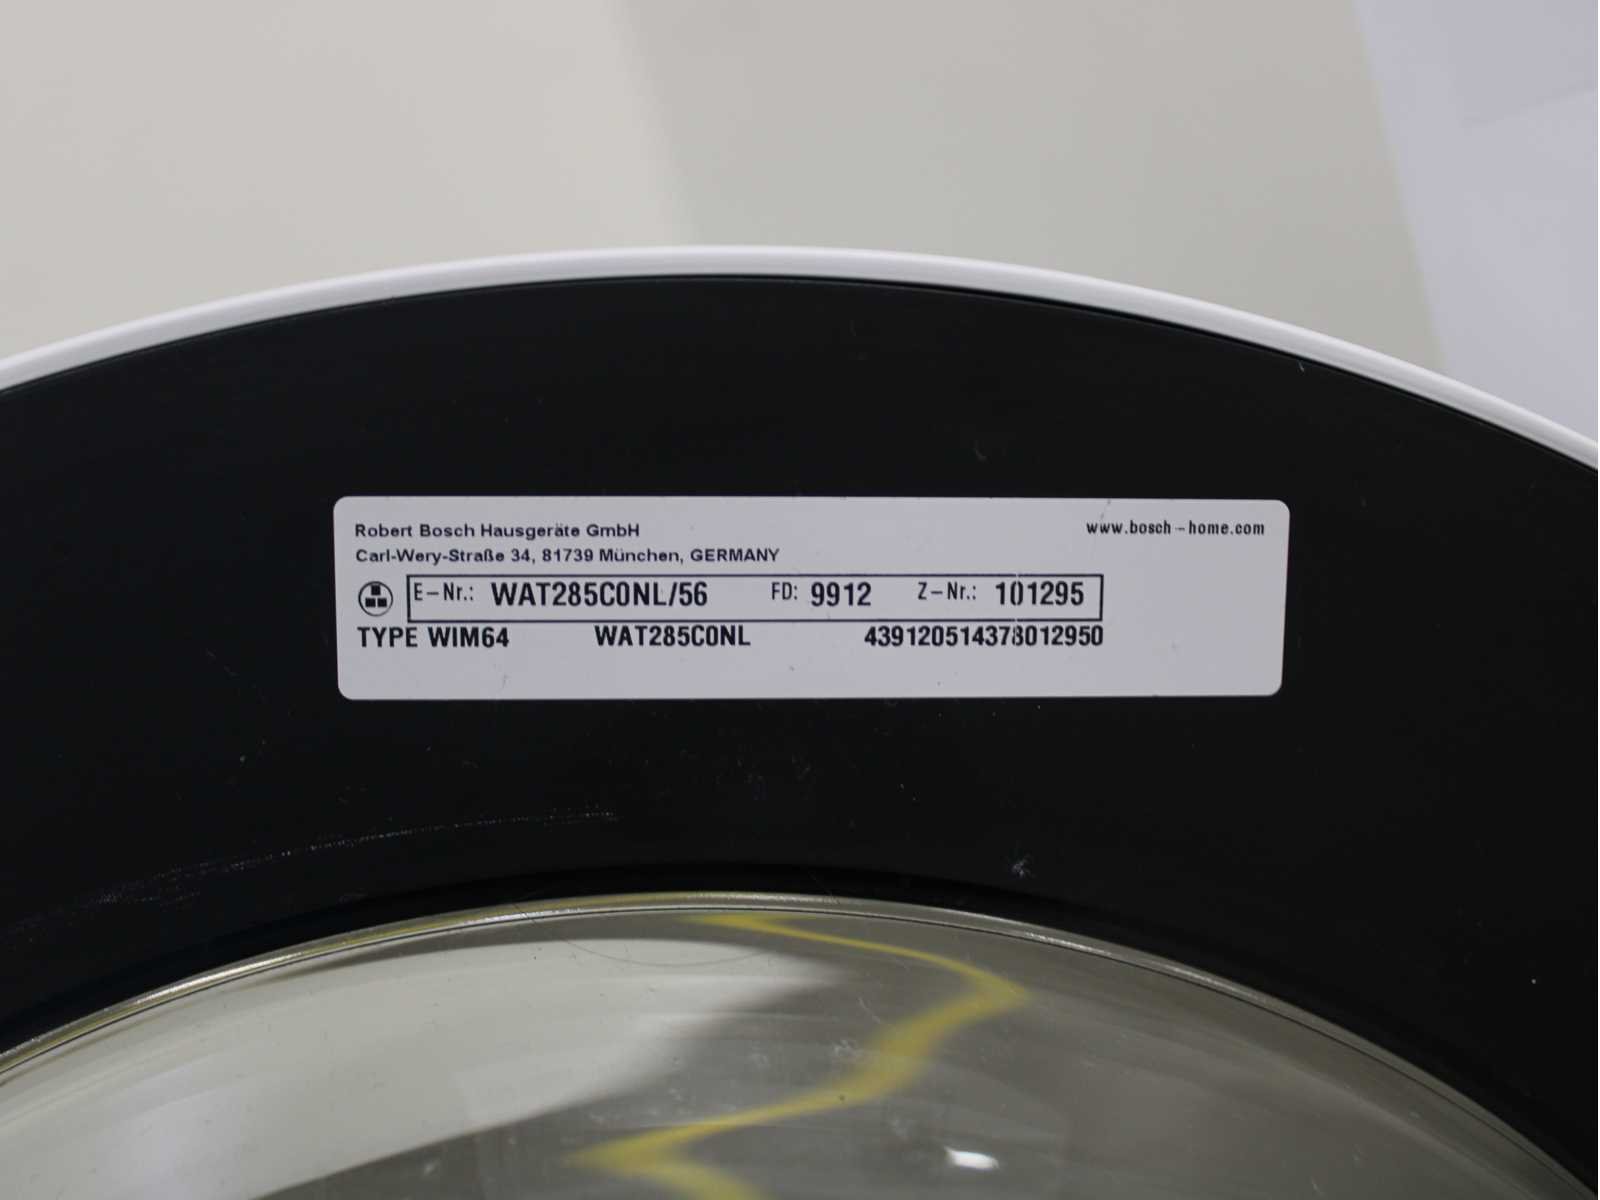 Robert Bosch Hausgeräte GmbH
www.bosch-home.com
Carl-Wery-Straße 34, 81739 München, GERMANY
E-Nr.: WAT285C0NL/56 FD: 9912 Z-Nr.: 101295
TYPE WIM64 WAT285C0NL 439120514378012950